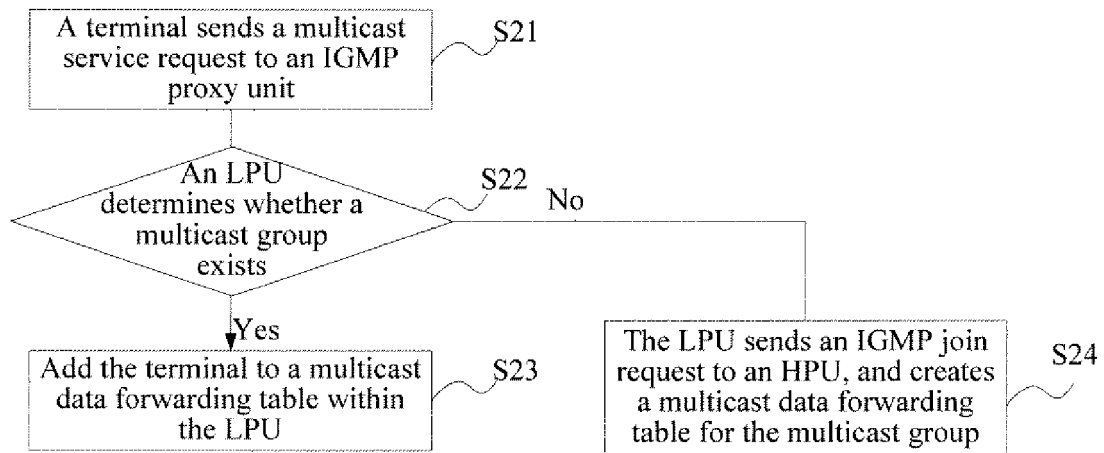 A terminal sends a multicast
service request to an IGMP
proxy unit
S21
An LPU
determines whether a
multicast group
exists
S22
No
Yes
Add the terminal to a multicast
data forwarding table within
the LPU
S23
The LPU sends an IGMP join
request to an HPU, and creates
a multicast data forwarding
table for the multicast group
S24